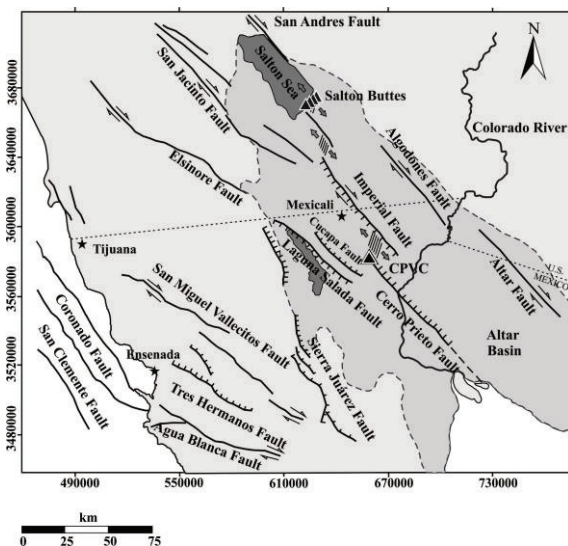 San Andres Fault
N
Salton Sea
San Jacinto Fault
Salton Buttes
3680000
Colorado River
Algodones Fault
3640000
Elsinore Fault
Imperial Fault
Mexicali
3600000
Cucapa Fault
Tijuana
CPVC
U.S.
MEXICO
Laguna Salada Fault
Altar Fault
San Miguel Vallecitos Fault
Cerro Prieto Fault
3560000
Coronado Fault
Altar
Basin
San Clemente Fault
Ensenada
Sierra Juárez Fault
3520000
Tres Hermanos Fault
Agua Blanca Fault
3480000
490000 550000 610000 670000 730000
km
0 25 50 75